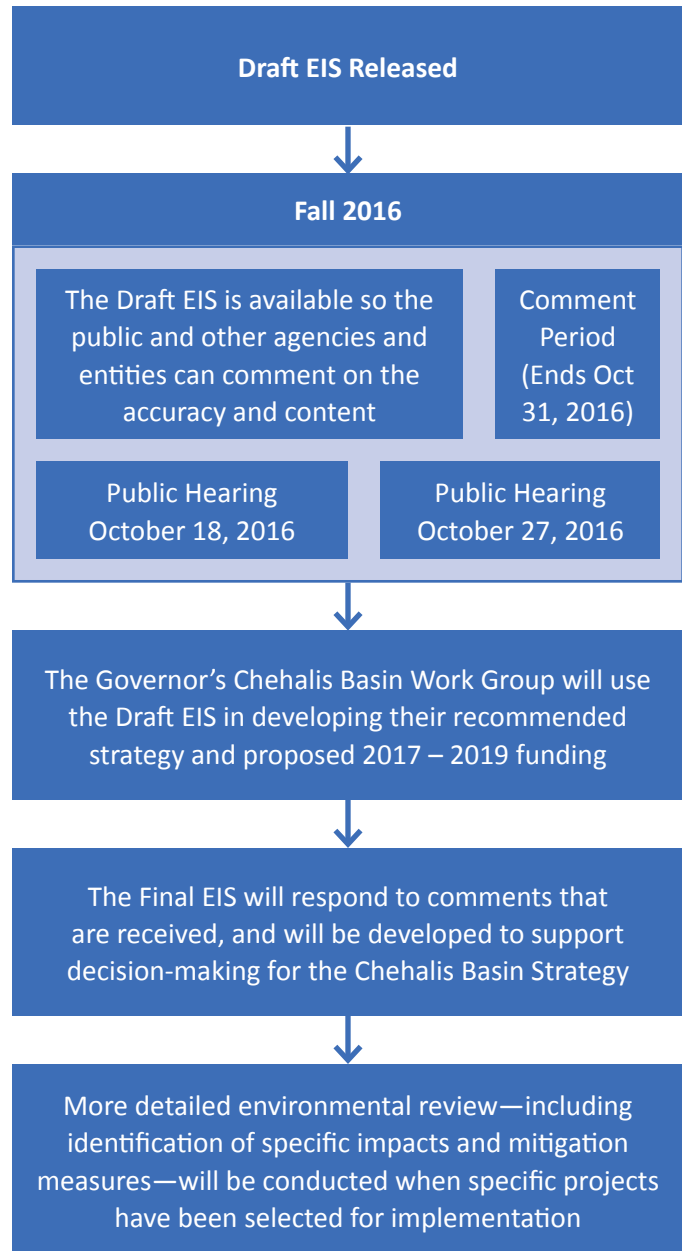 Draft EIS Released
Fall 2016
The Draft EIS is available so the
public and other agencies and
entities can comment on the
accuracy and content
Comment
Period
(Ends Oct
31, 2016)
Public Hearing
October 18, 2016
Public Hearing
October 27, 2016
The Governor’s Chehalis Basin Work Group will use
the Draft EIS in developing their recommended
strategy and proposed 2017 – 2019 funding
The Final EIS will respond to comments that
are received, and will be developed to support
decision-making for the Chehalis Basin Strategy
More detailed environmental review—including
identification of specific impacts and mitigation
measures—will be conducted when specific projects
have been selected for implementation